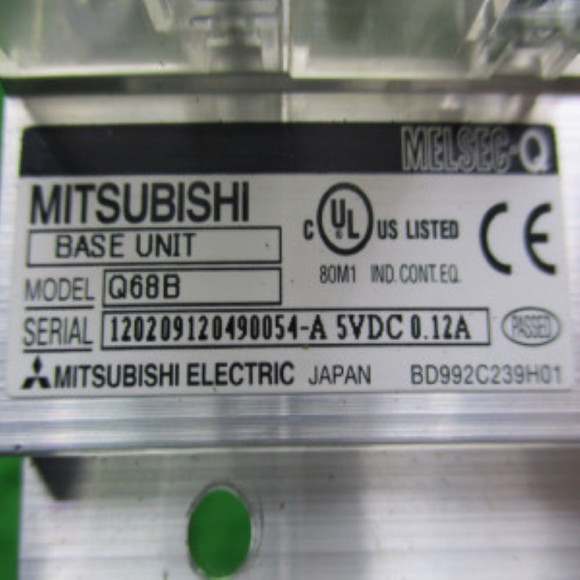 MELSEC-Q
MITSUBISHI
BASE UNIT
C UL US LISTED CE
80M1 IND. CONT. EQ.
MODEL Q68B
SERIAL 120209120490054-A 5VDC 0.12A PASSED
MITSUBISHI ELECTRIC JAPAN BD992C239H01